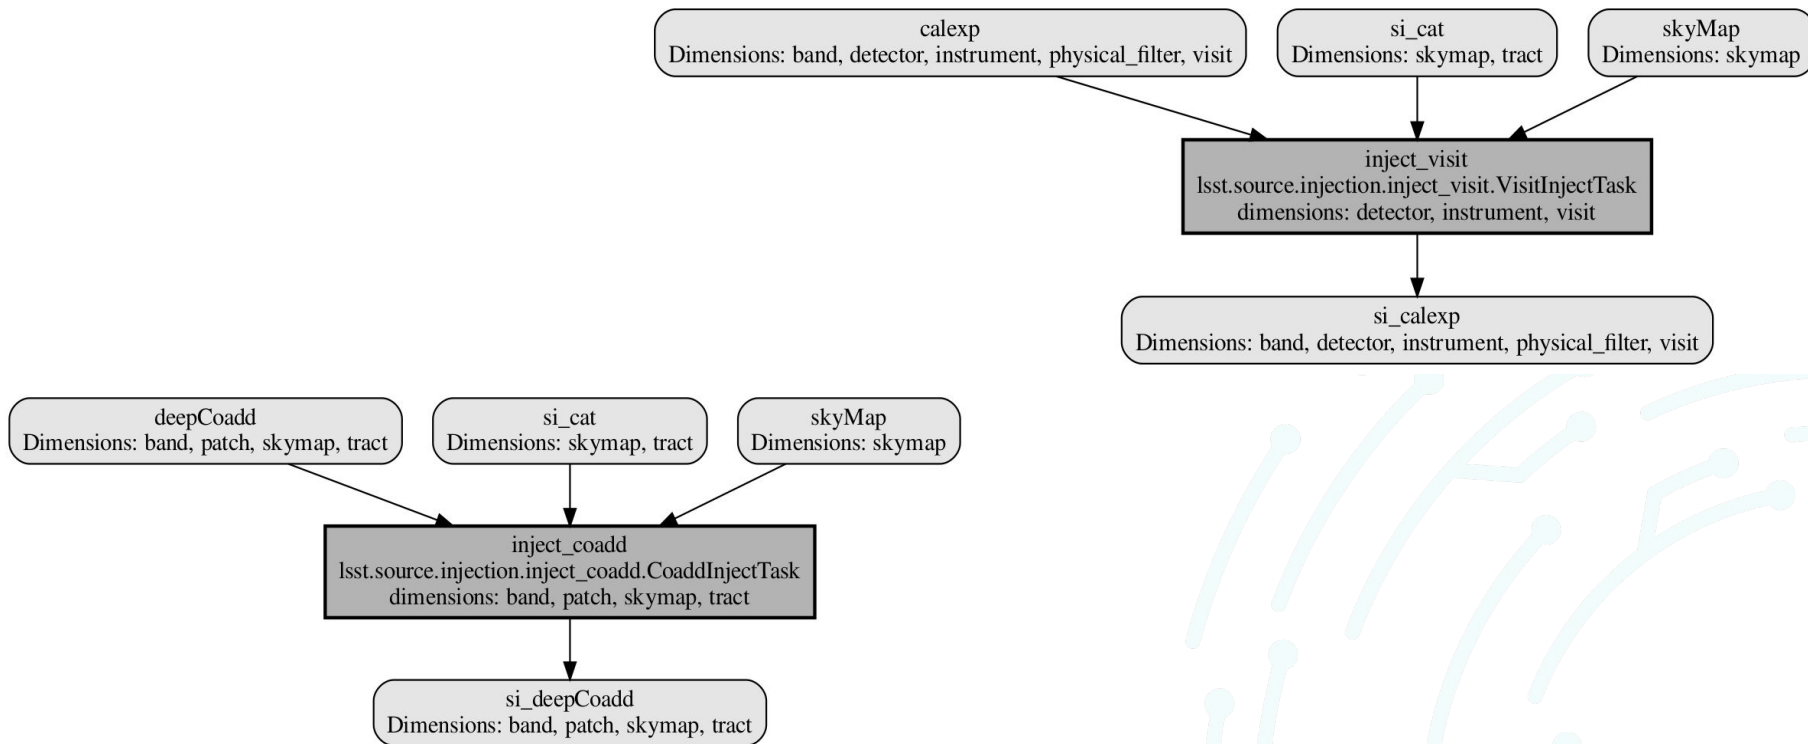 calexp
Dimensions: band, detector, instrument, physical_filter, visit
si_cat
Dimensions: skymap, tract
skyMap
Dimensions: skymap
inject_visit
lsst.source.injection.inject_visit.VisitInjectTask
dimensions: detector, instrument, visit
si_calexp
Dimensions: band, detector, instrument, physical_filter, visit
deepCoadd
Dimensions: band, patch, skymap, tract
si_cat
Dimensions: skymap, tract
skyMap
Dimensions: skymap
inject_coadd
lsst.source.injection.inject_coadd.CoaddInjectTask
dimensions: band, patch, skymap, tract
si_deepCoadd
Dimensions: band, patch, skymap, tract